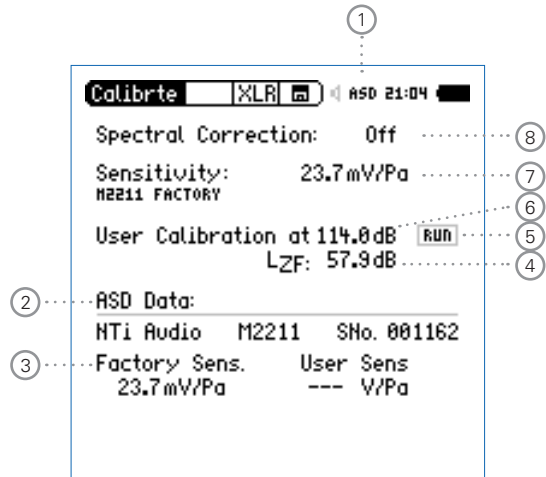 1
Calibrte XLR ASD 21:04
Spectral Correction: Off 8
Sensitivity: 23.7mV/Pa 7
M2211 FACTORY
6
User Calibration at 114.0dB RUN 5
LZF: 57.9dB 4
2 ASD Data:
NTi Audio M2211 SNo. 001162
3 Factory Sens. User Sens
23.7mV/Pa --- V/Pa